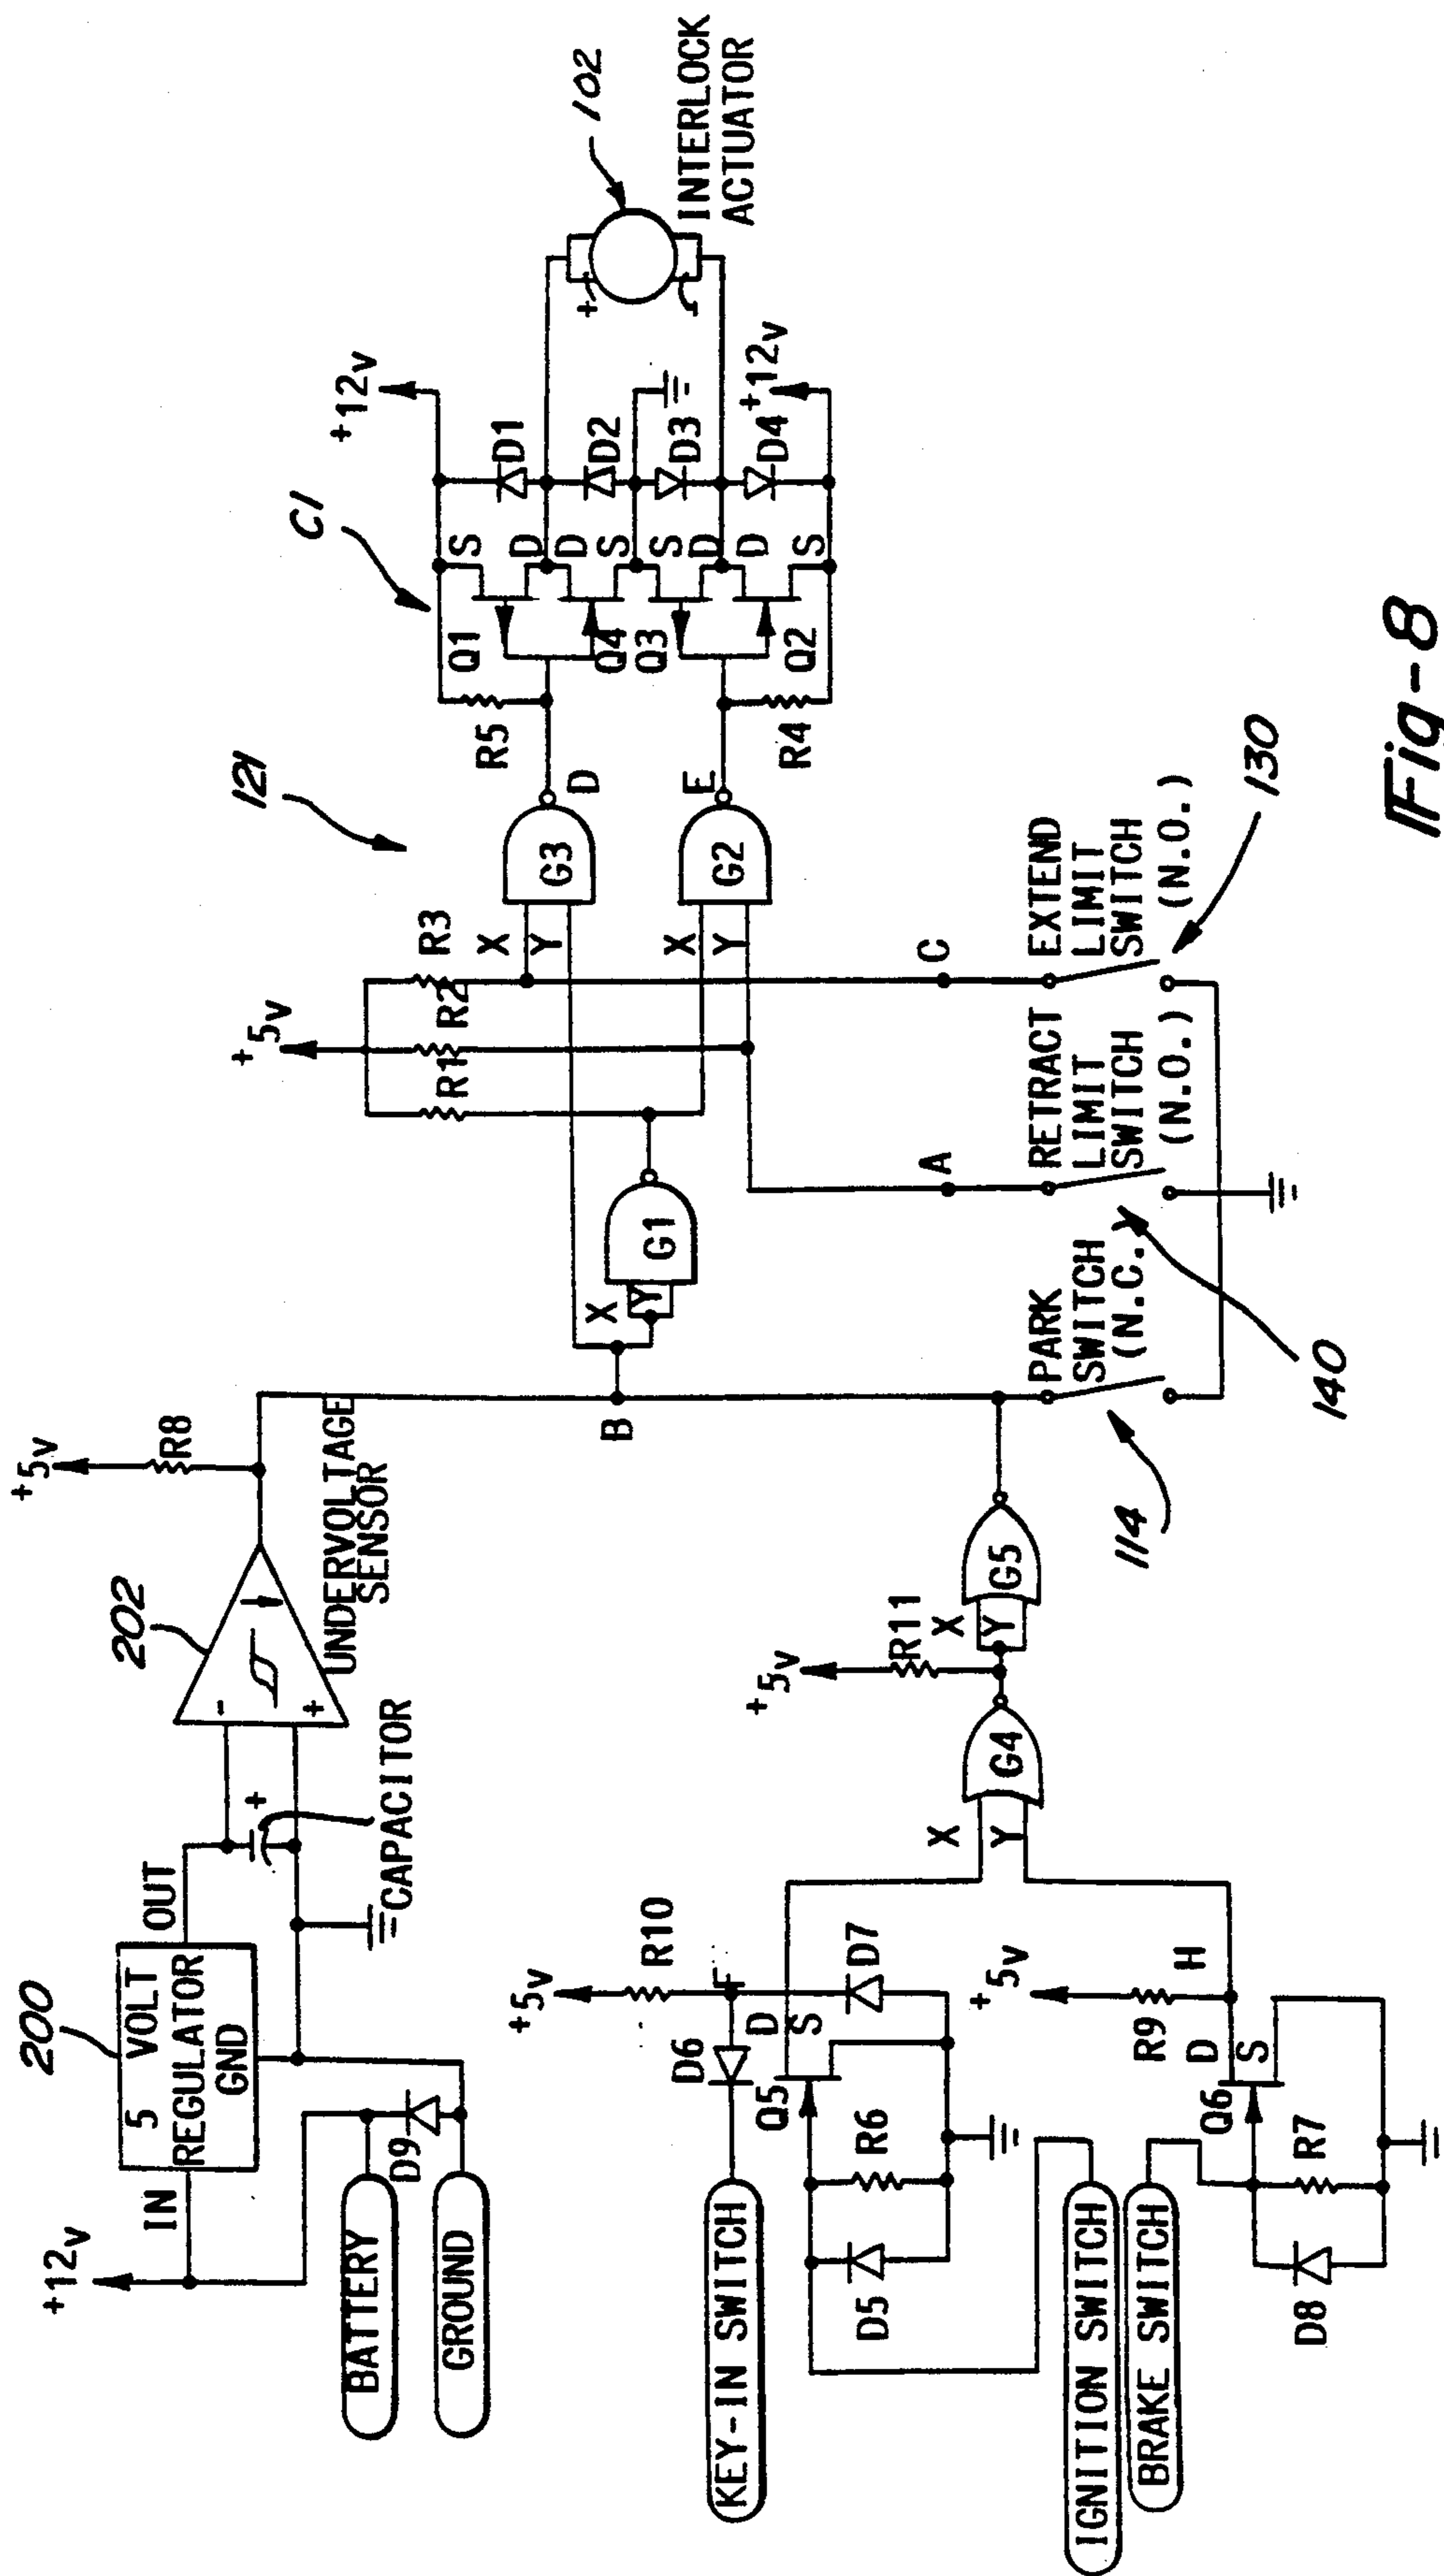 +12v
IN
200
5 VOLT
REGULATOR
GND
OUT
BATTERY
D9
GROUND
CAPACITOR
+
-
+
202
UNDERVOLTAGE
SENSOR
+5v
R8
B
KEY-IN SWITCH
D6
+5v
R10
F
D
S
Q5
D7
R6
D5
IGNITION SWITCH
BRAKE SWITCH
+5v
R9
H
D
S
Q6
R7
D8
X
Y
G4
+5v
R11
X
Y
G5
114
PARK
SWITCH
(N.C.)
140
RETRACT
LIMIT
SWITCH
(N.O.)
EXTEND
LIMIT
SWITCH
(N.O.)
130
A
C
X
Y
G1
+5v
R1
R2
R3
X
Y
G3
D
X
Y
G2
E
121
R5
R4
C1
Q1
Q4
Q3
Q2
S
D
D
S
S
D
D
S
+12v
D1
D2
D3
D4
+12v
+
-
102
INTERLOCK
ACTUATOR
Fig-8